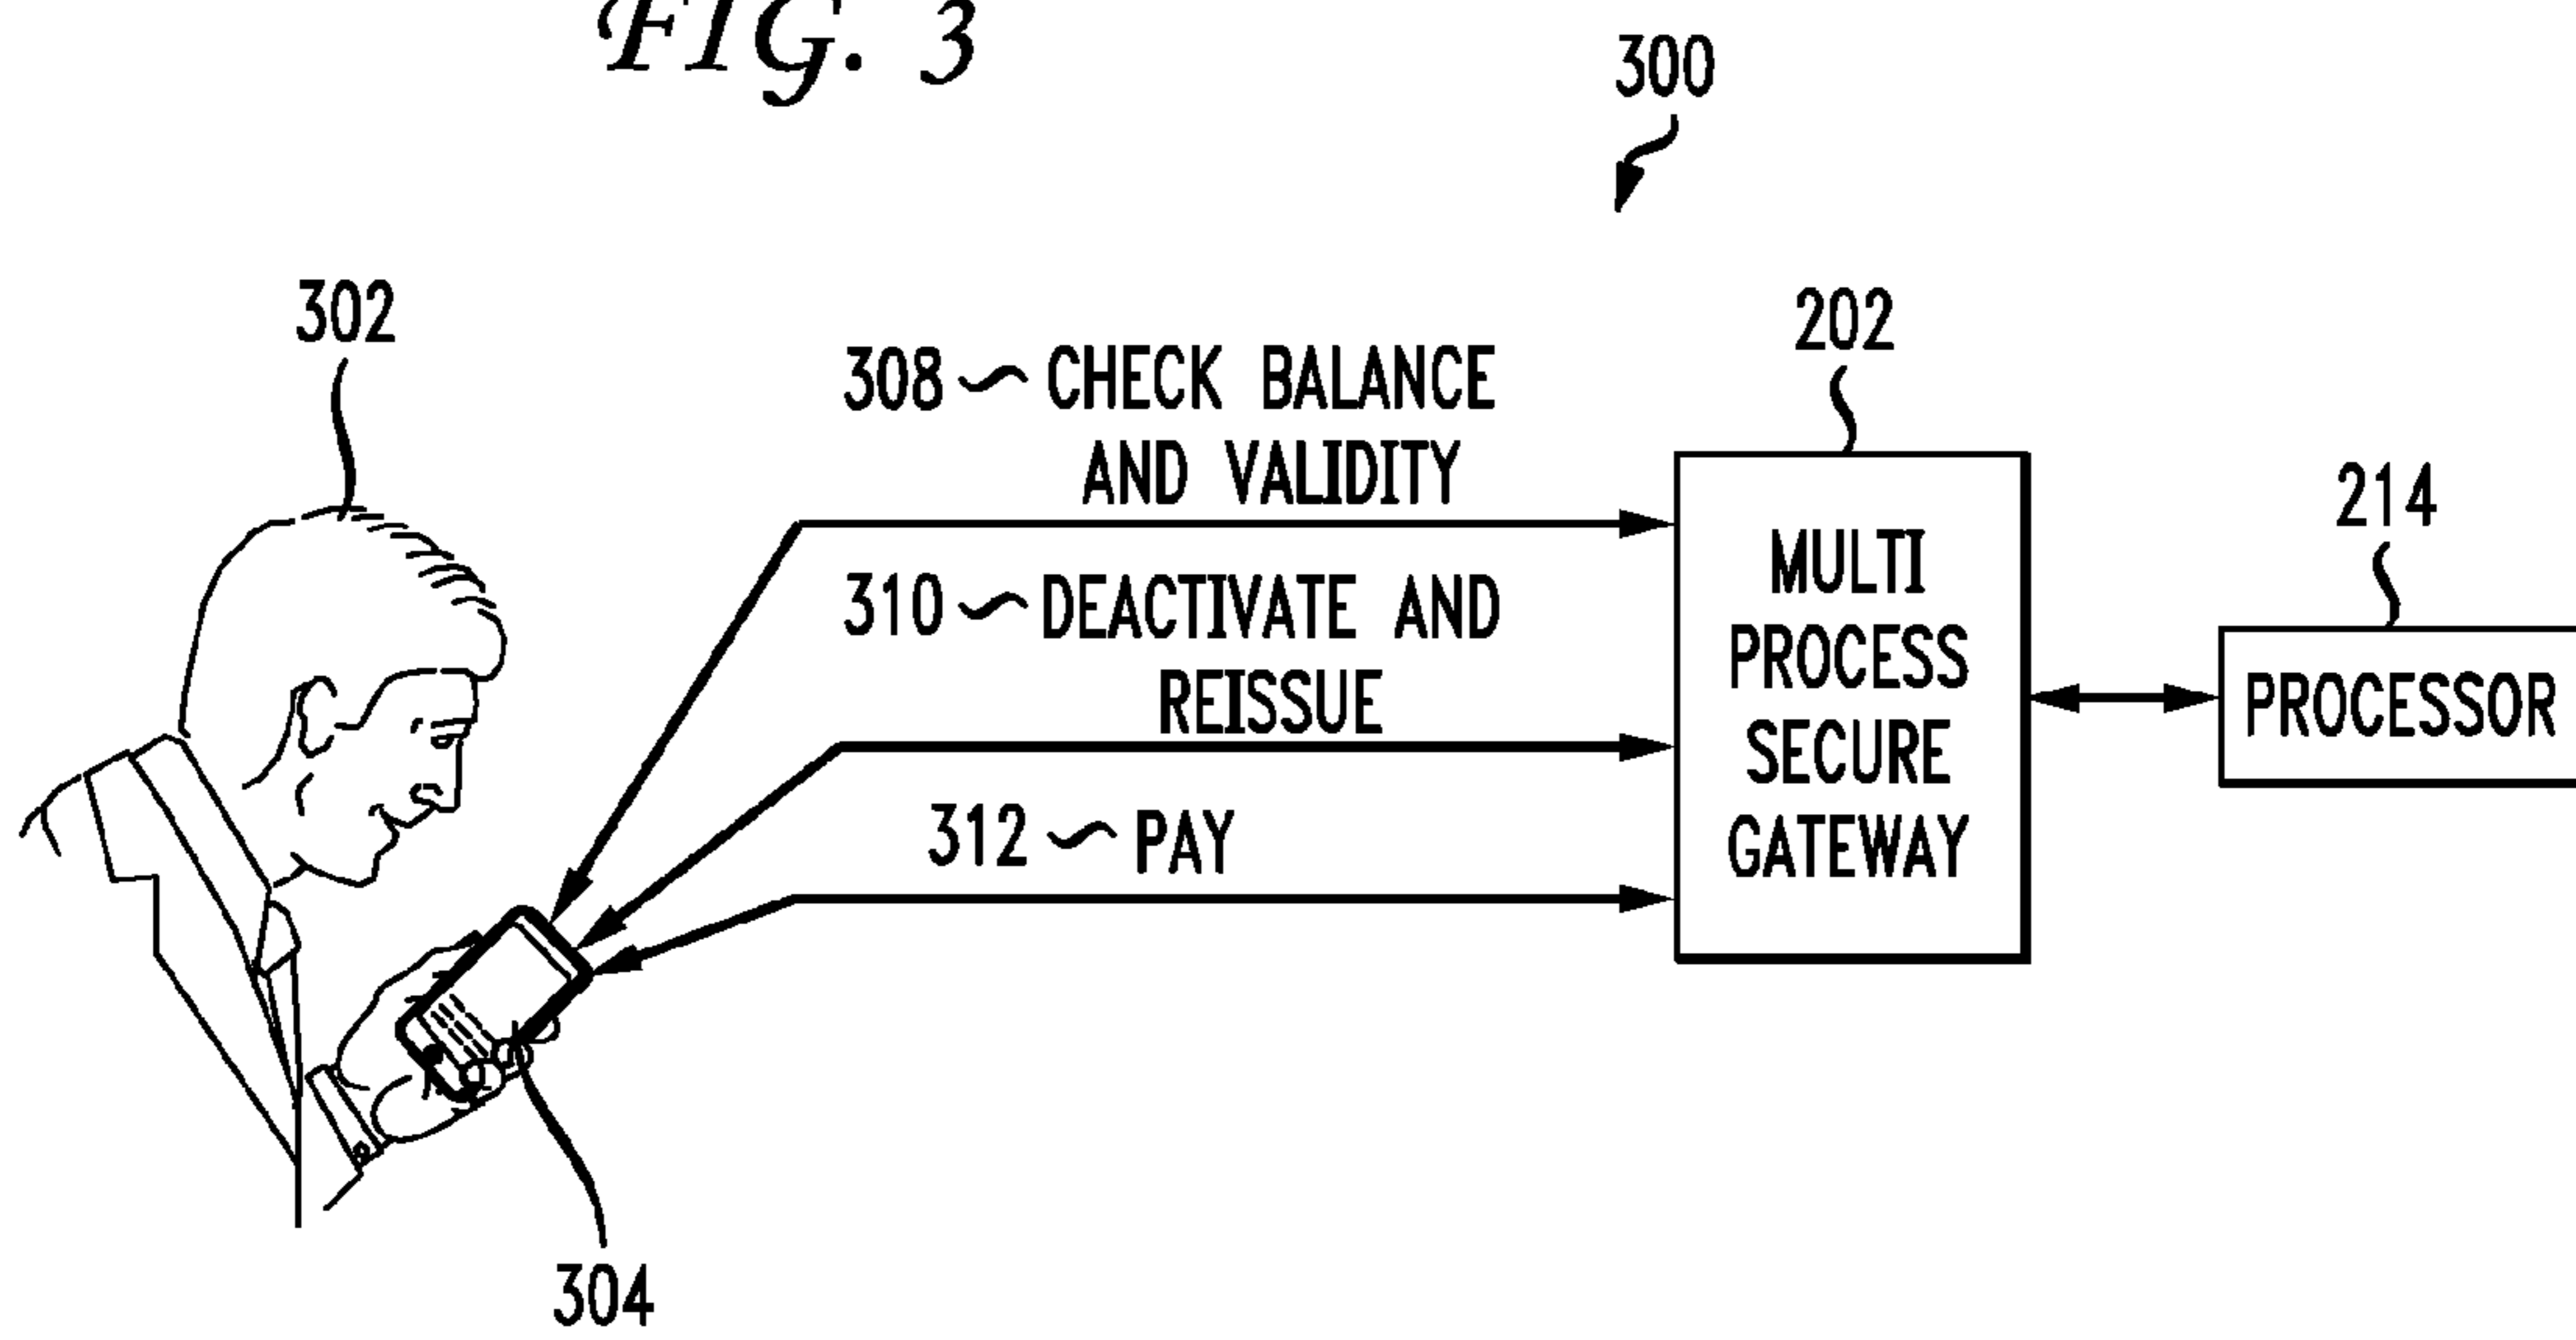 FIG. 3
300
302
308 CHECK BALANCE
AND VALIDITY
310 DEACTIVATE AND
REISSUE
312 PAY
202
MULTI
PROCESS
SECURE
GATEWAY
214
PROCESSOR
304